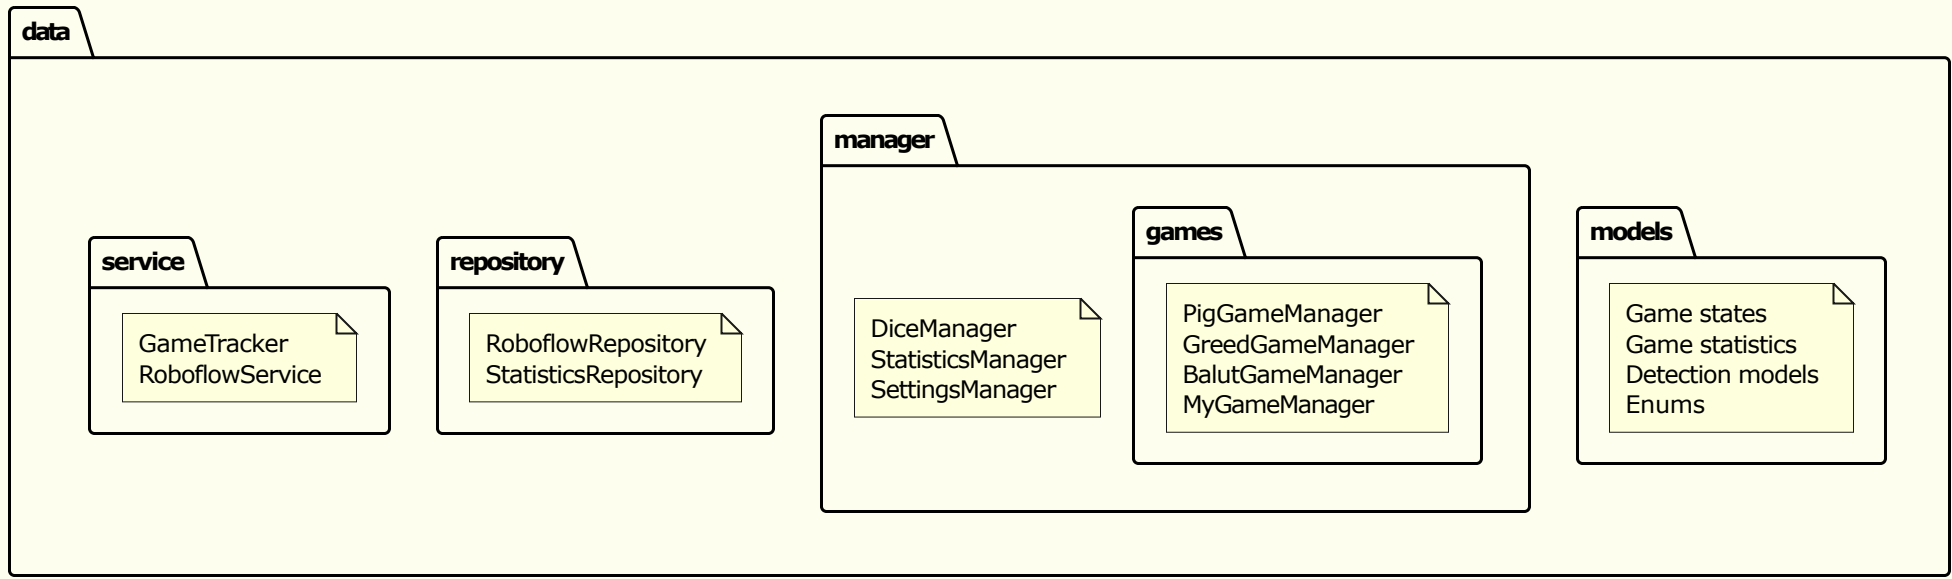 data
service
GameTracker
RoboflowService
repository
RoboflowRepository
StatisticsRepository
manager
DiceManager
StatisticsManager
SettingsManager
games
PigGameManager
GreedGameManager
BalutGameManager
MyGameManager
models
Game states
Game statistics
Detection models
Enums